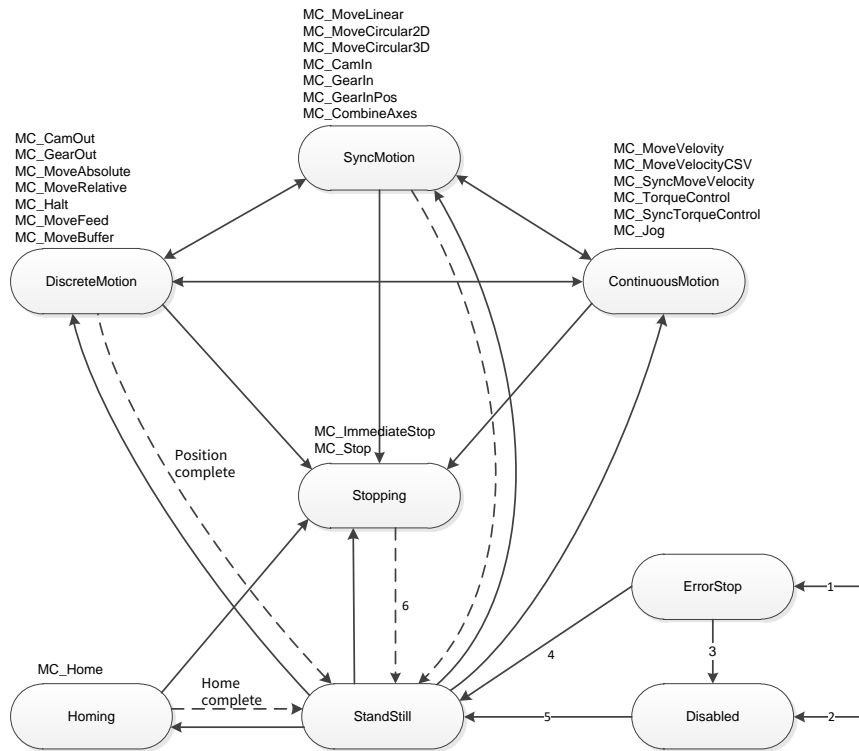 MC_MoveLinear
MC_MoveCircular2D
MC_MoveCircular3D
MC_CamIn
MC_GearIn
MC_GearInPos
MC_CombineAxes
SyncMotion
MC_CamOut
MC_GearOut
MC_MoveAbsolute
MC_MoveRelative
MC_Halt
MC_MoveFeed
MC_MoveBuffer
DiscreteMotion
MC_MoveVelovity
MC_MoveVelocityCSV
MC_SyncMoveVelocity
MC_TorqueControl
MC_SyncTorqueControl
MC_Jog
ContinuousMotion
Position
complete
MC_ImmediateStop
MC_Stop
Stopping
6
ErrorStop
1
4
3
MC_Home
Homing
Home
complete
StandStill
5
Disabled
2